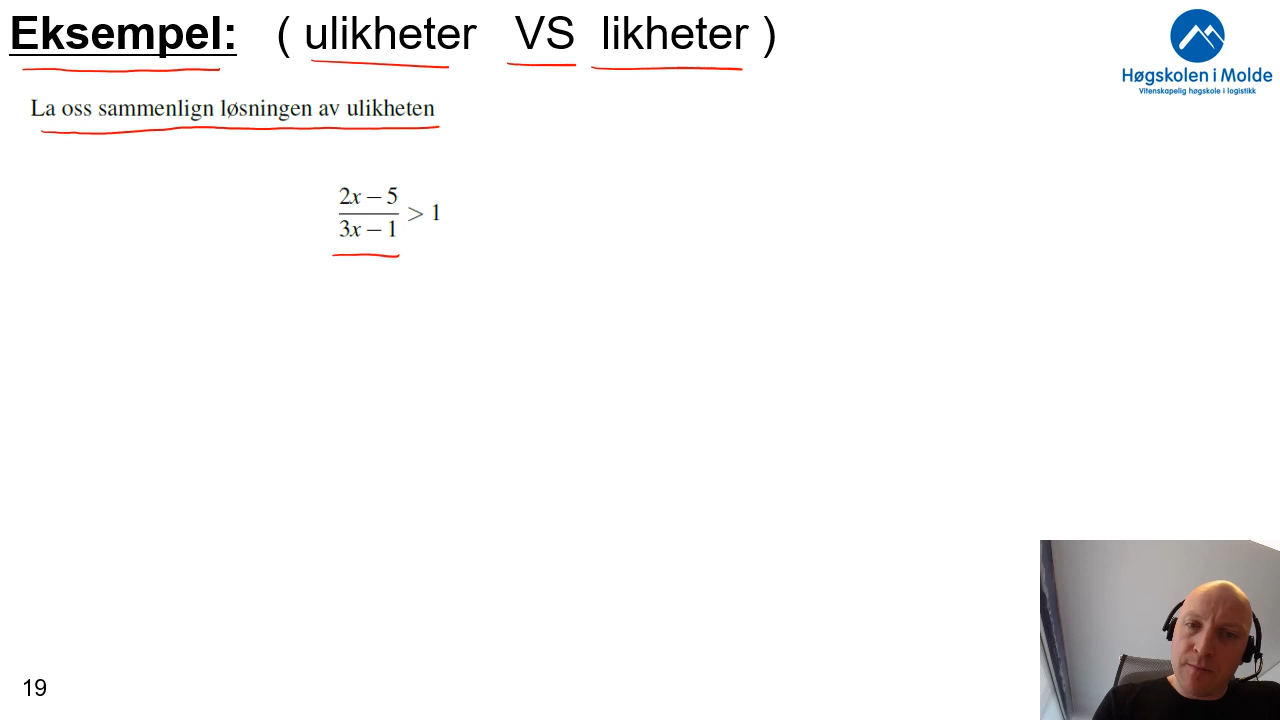 Eksempel: ( ulikheter VS likheter )
Høgskolen i Molde
Vitenskapelig høgskole i logistikk
La oss sammenlign løsningen av ulikheten
2x − 5
> 1
3x − 1
19